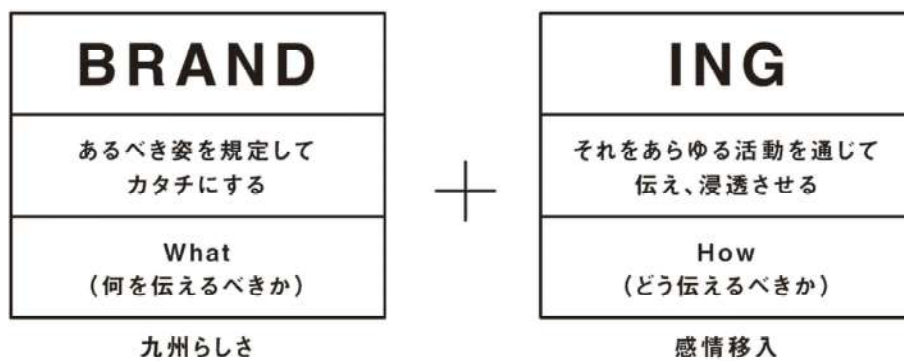 BRAND
あるべき姿を規定して
カタチにする
What
(何を伝えるべきか)
九州らしさ
+
ING
それをあらゆる活動を通じて
伝え、浸透させる
How
(どう伝えるべきか)
感情移入